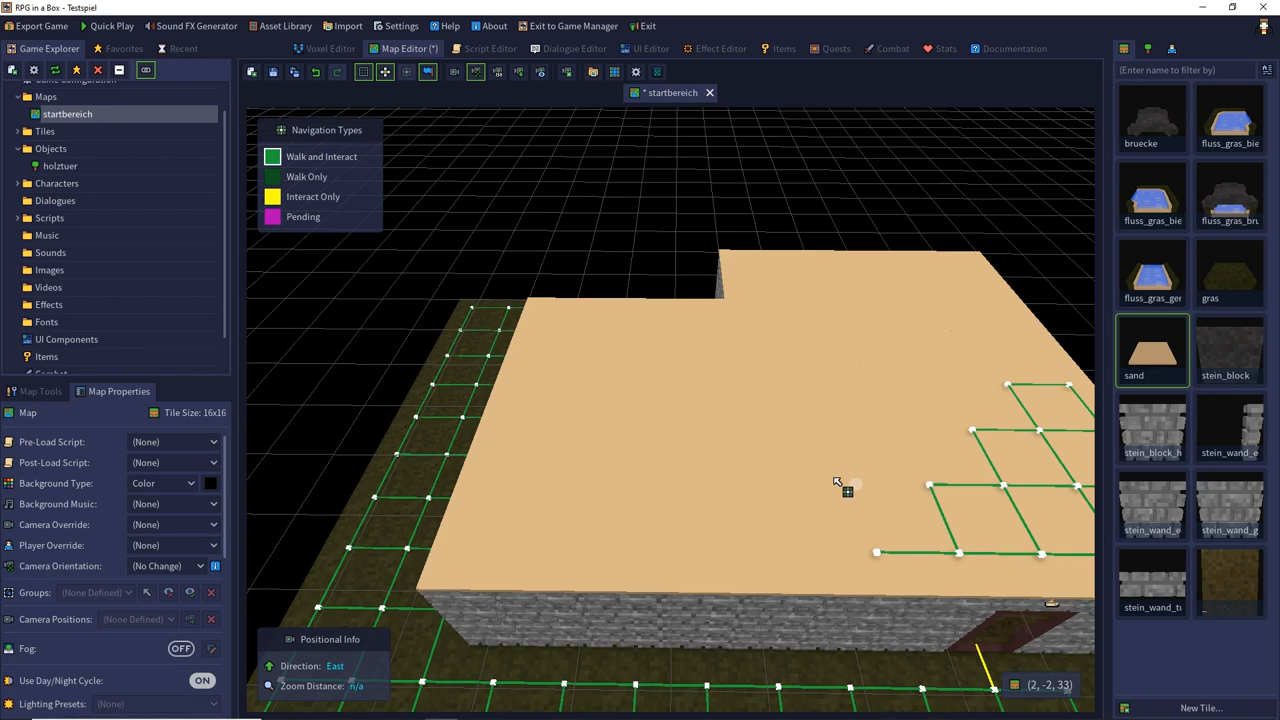 RPG in a Box - Testspiel
Export Game Quick Play Sound FX Generator Asset Library Import Settings Help About Exit to Game Manager Exit
Game Explorer Favorites Recent
Voxel Editor Map Editor (*) Script Editor Dialogue Editor UI Editor Effect Editor Items Quests Combat Stats Documentation
(Enter name to filter by)
* startbereich
Maps
startbereich
Tiles
Objects
holztuer
Characters
Dialogues
Scripts
Music
Sounds
Images
Videos
Effects
Fonts
UI Components
Items
Map Tools Map Properties
Map Tile Size: 16x16
Pre-Load Script: (None)
Post-Load Script: (None)
Background Type: Color
Background Music: (None)
Camera Override: (None)
Player Override: (None)
Camera Orientation: (No Change)
Groups: (None Defined)
Camera Positions: (None Defined)
Fog: OFF
Use Day/Night Cycle: ON
Lighting Presets: (None)
Navigation Types
Walk and Interact
Walk Only
Interact Only
Pending
Positional Info
Direction: East
Zoom Distance: n/a
(2, -2, 33)
bruecke fluss_gras_bie
fluss_gras_bie fluss_gras_bru
fluss_gras_ger gras
sand stein_block
stein_block_h stein_wand_e
stein_wand_e stein_wand_g
stein_wand_tu _
New Tile...